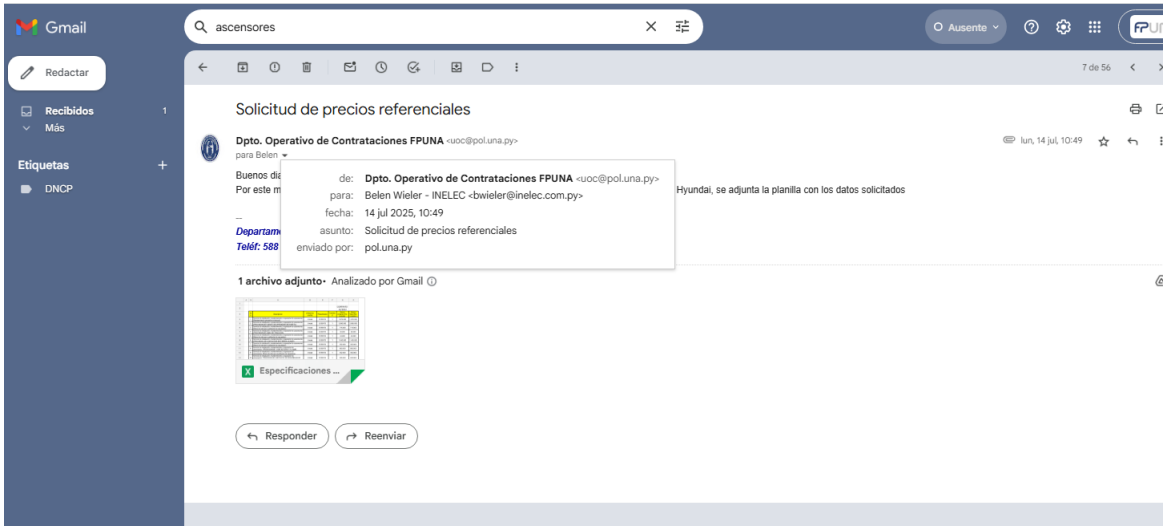 Gmail
ascensores
Ausente
Redactar
7 de 56
Recibidos 1
Más
Etiquetas +
DNCP
Solicitud de precios referenciales
Dpto. Operativo de Contrataciones FPUNA <uoc@pol.una.py>
lun, 14 jul, 10:49
para Belen
Buenos dia
Por este m
Hyundai, se adjunta la planilla con los datos solicitados
--
Departame
Teléf: 588
de: Dpto. Operativo de Contrataciones FPUNA <uoc@pol.una.py>
para: Belen Wieler - INELEC <bwieler@inelec.com.py>
fecha: 14 jul 2025, 10:49
asunto: Solicitud de precios referenciales
enviado por: pol.una.py
1 archivo adjunto • Analizado por Gmail
X Especificaciones ...
Responder
Reenviar